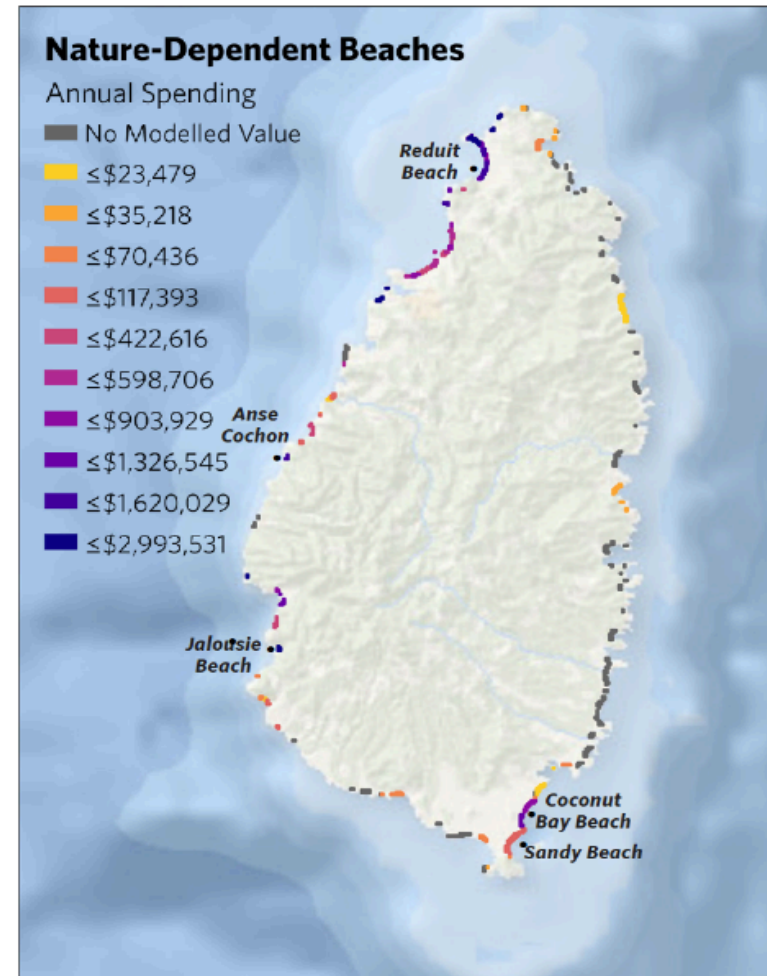 Nature-Dependent Beaches
Annual Spending
No Modelled Value
≤$23,479
≤$35,218
≤$70,436
≤$117,393
≤$422,616
≤$598,706
≤$903,929
≤$1,326,545
≤$1,620,029
≤$2,993,531
Reduit
Beach
Anse
Cochon
Jalousie
Beach
Coconut
Bay Beach
Sandy Beach